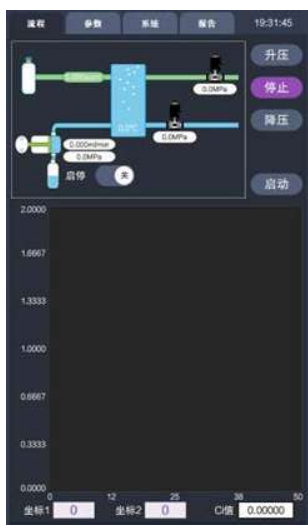 流程 参数 系统 报告 19:31:45
升压
0.0MPa
停止
0.0°C
0.0MPa
降压
0.000ml/min
0.0MPa
启停 关
启动
2.0000
1.6667
1.3333
1.0000
0.6667
0.3333
0.0000
0 12 25 38 50
坐标1 0 坐标2 0 CI值 0.00000